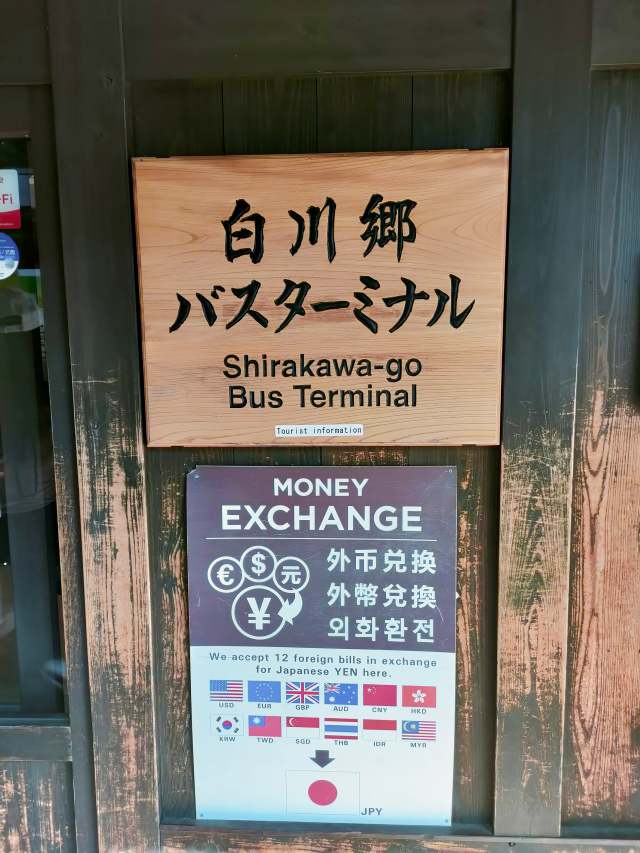 Fi
白川郷
バスターミナル
Shirakawa-go
Bus Terminal
Tourist information
MONEY
EXCHANGE
€ $ 元
¥
外币兑换
外幣兌換
외화환전
We accept 12 foreign bills in exchange
for Japanese YEN here.
USD EUR GBP AUD CNY HKD
KRW TWD SGD THB IDR MYR
JPY